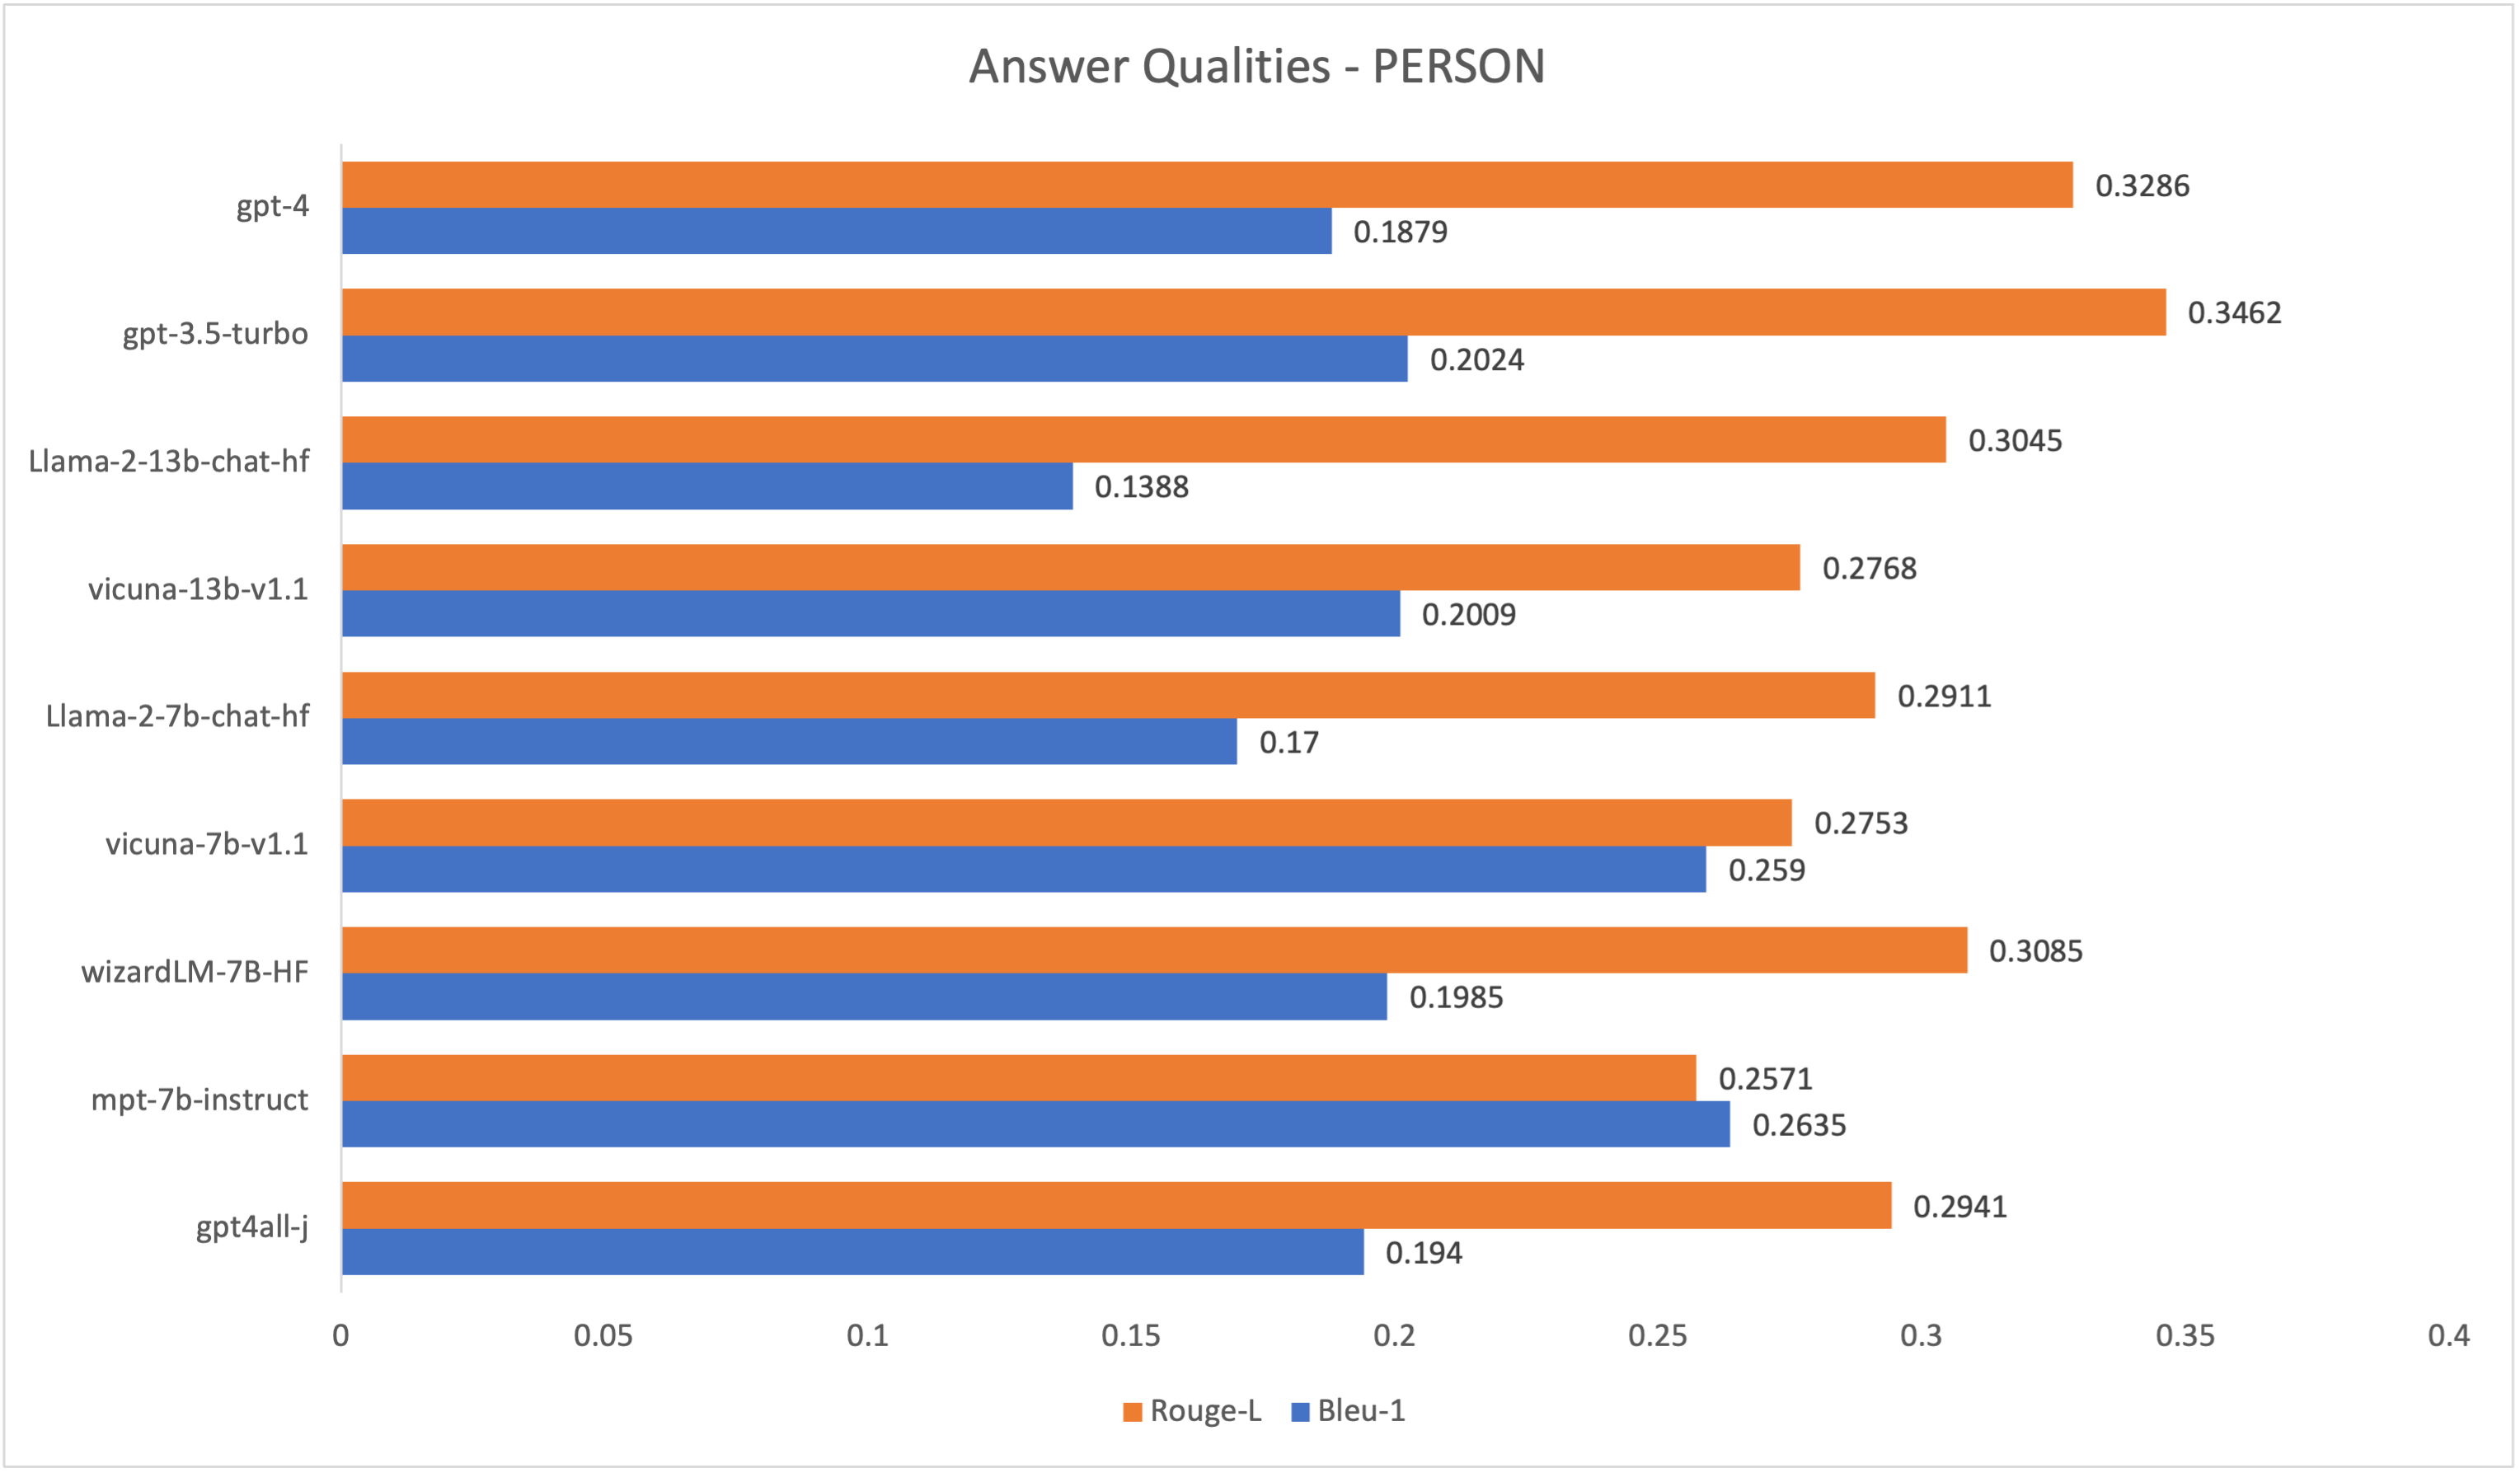 Answer Qualities - PERSON
gpt-4
0.3286
0.1879
gpt-3.5-turbo
0.3462
0.2024
Llama-2-13b-chat-hf
0.3045
0.1388
vicuna-13b-v1.1
0.2768
0.2009
Llama-2-7b-chat-hf
0.2911
0.17
vicuna-7b-v1.1
0.2753
0.259
wizardLM-7B-HF
0.3085
0.1985
mpt-7b-instruct
0.2571
0.2635
gpt4all-j
0.2941
0.194
0 0.05 0.1 0.15 0.2 0.25 0.3 0.35 0.4
Rouge-L Bleu-1